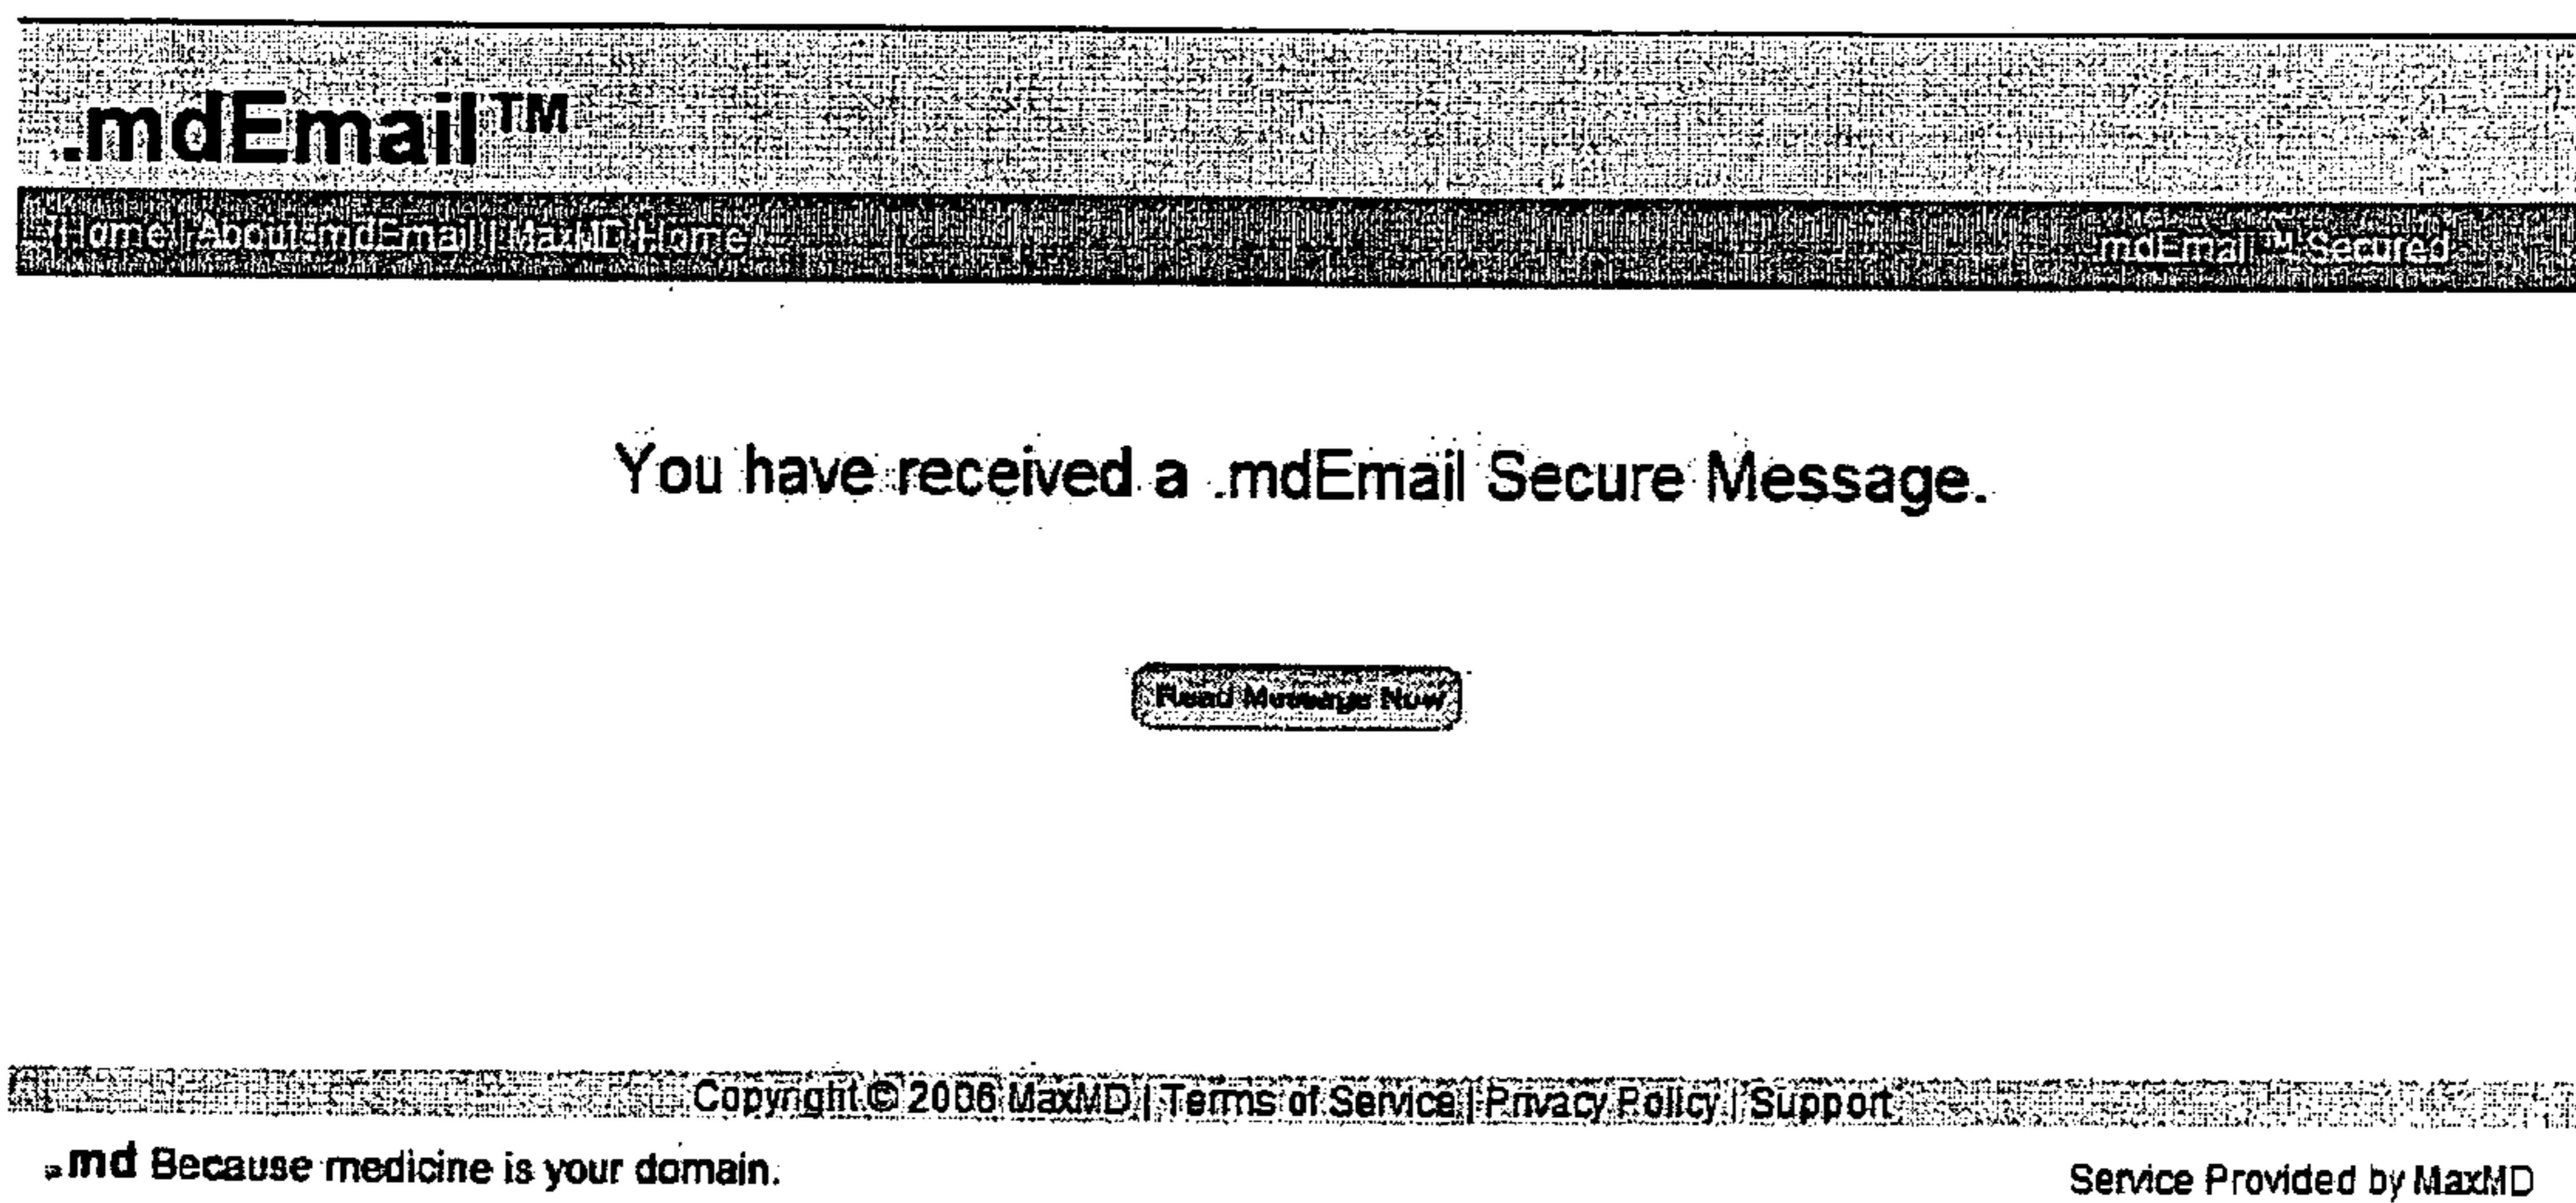 .mdEmail™
Home | About .mdEmail | MaxMD Home .mdEmail™ Secured
You have received a .mdEmail Secure Message.
Read Message Now
Copyright © 2006 MaxMD | Terms of Service | Privacy Policy | Support
.md Because medicine is your domain.
Service Provided by MaxMD